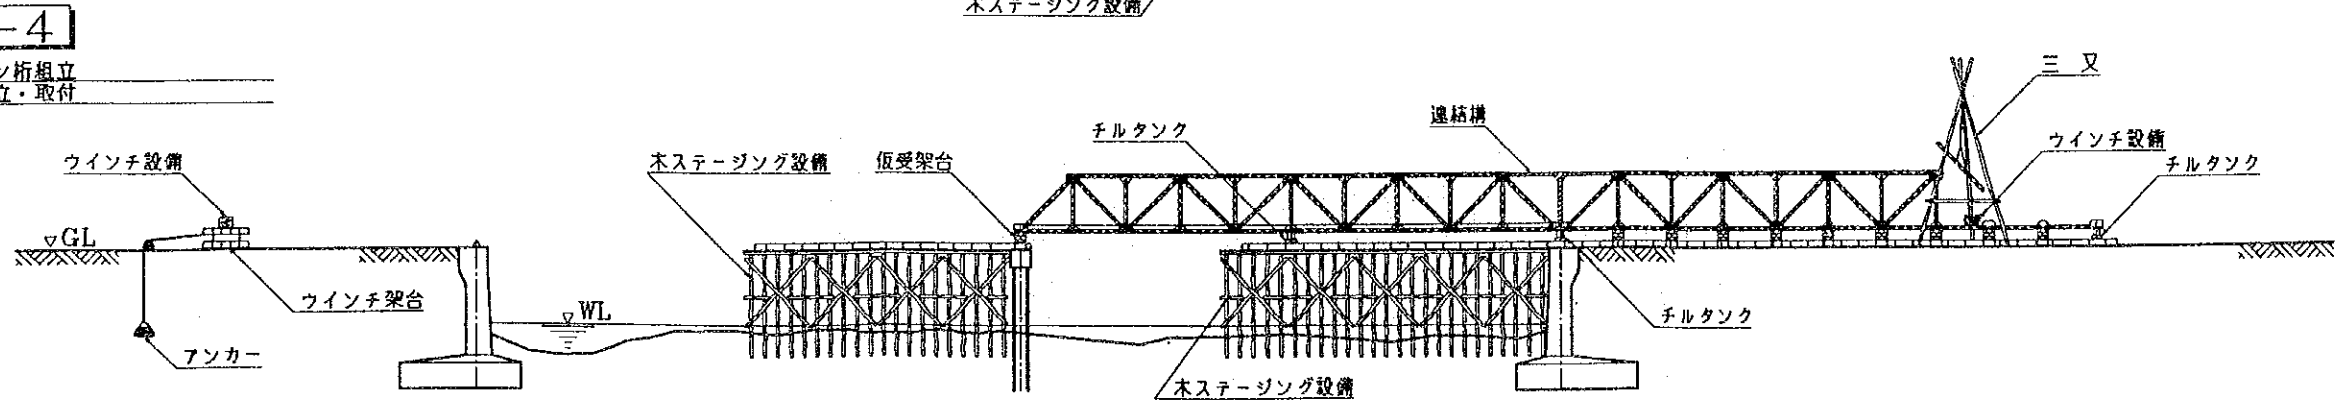 木ステージング設備
-4
ン桁組立
立・取付
三又
連結構
チルタンク
ウインチ設備
ウインチ設備
木ステージング設備
仮受架台
チルタンク
▽GL
ウインチ架台
▽WL
チルタンク
アンカー
木ステージング設備